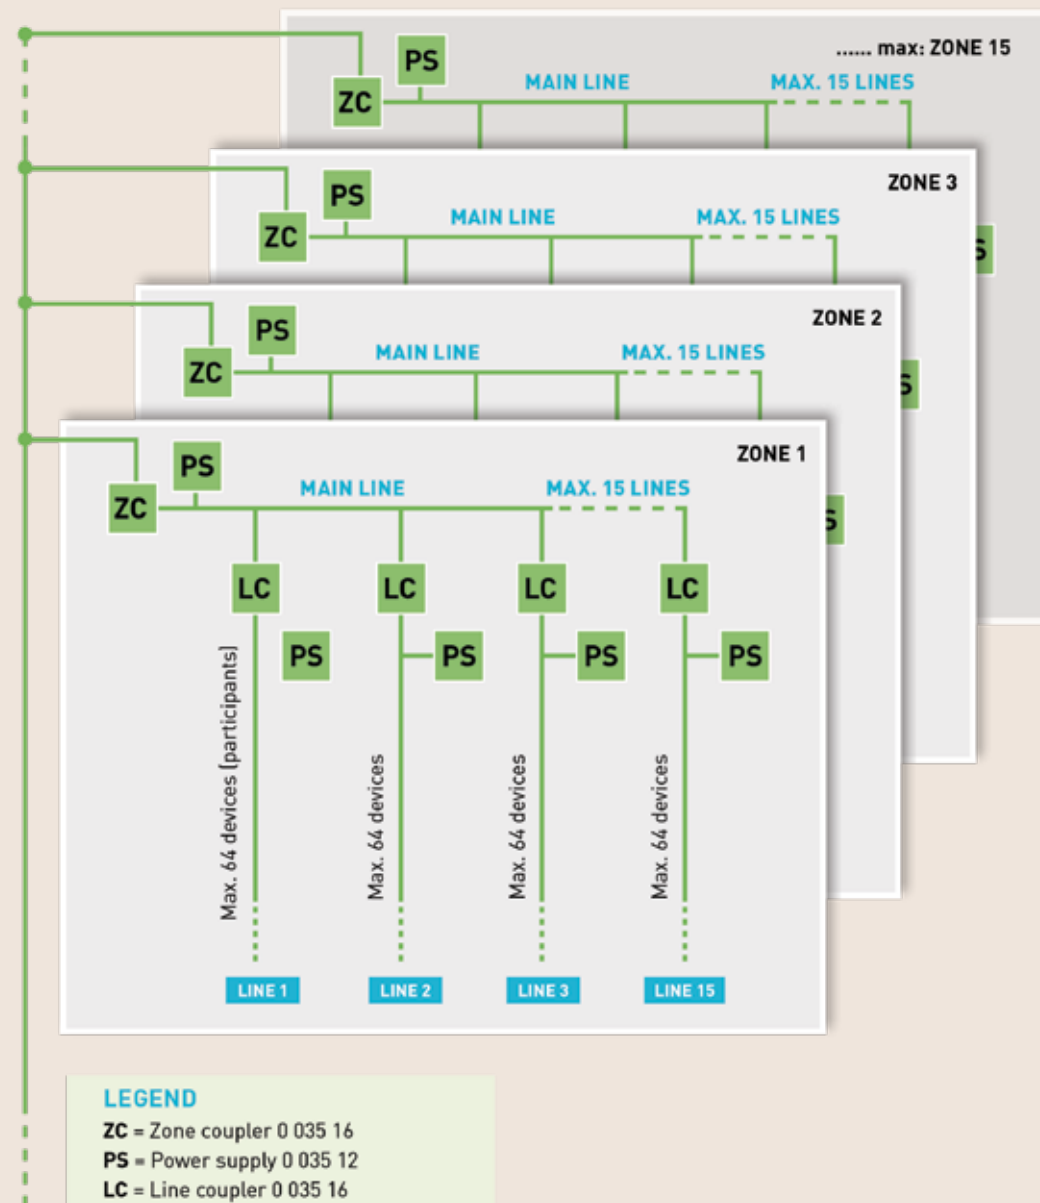 ...... max: ZONE 15
PS
ZC
MAIN LINE
MAX. 15 LINES
ZONE 3
PS
ZC
MAIN LINE
MAX. 15 LINES
S
ZONE 2
PS
ZC
MAIN LINE
MAX. 15 LINES
S
ZONE 1
PS
ZC
MAIN LINE
MAX. 15 LINES
S
LC
LC
LC
LC
PS
PS
PS
PS
Max. 64 devices (participants)
Max. 64 devices
Max. 64 devices
Max. 64 devices
LINE 1
LINE 2
LINE 3
LINE 15
LEGEND
ZC = Zone coupler 0 035 16
PS = Power supply 0 035 12
LC = Line coupler 0 035 16